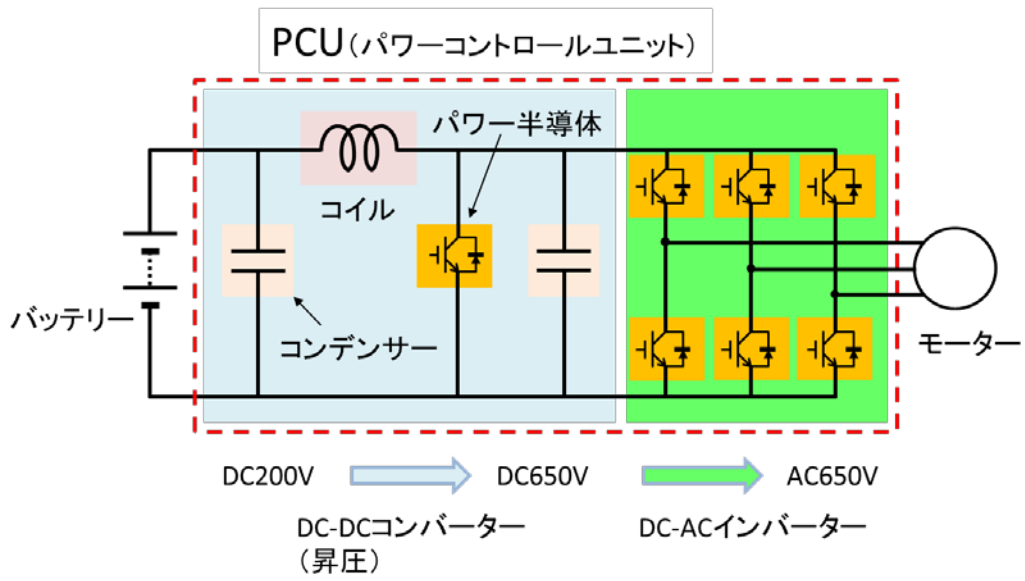 PCU(パワーコントロールユニット)
パワー半導体
コイル
バッテリー
コンデンサー
モーター
DC200V
DC650V
AC650V
DC-DCコンバーター
(昇圧)
DC-ACインバーター